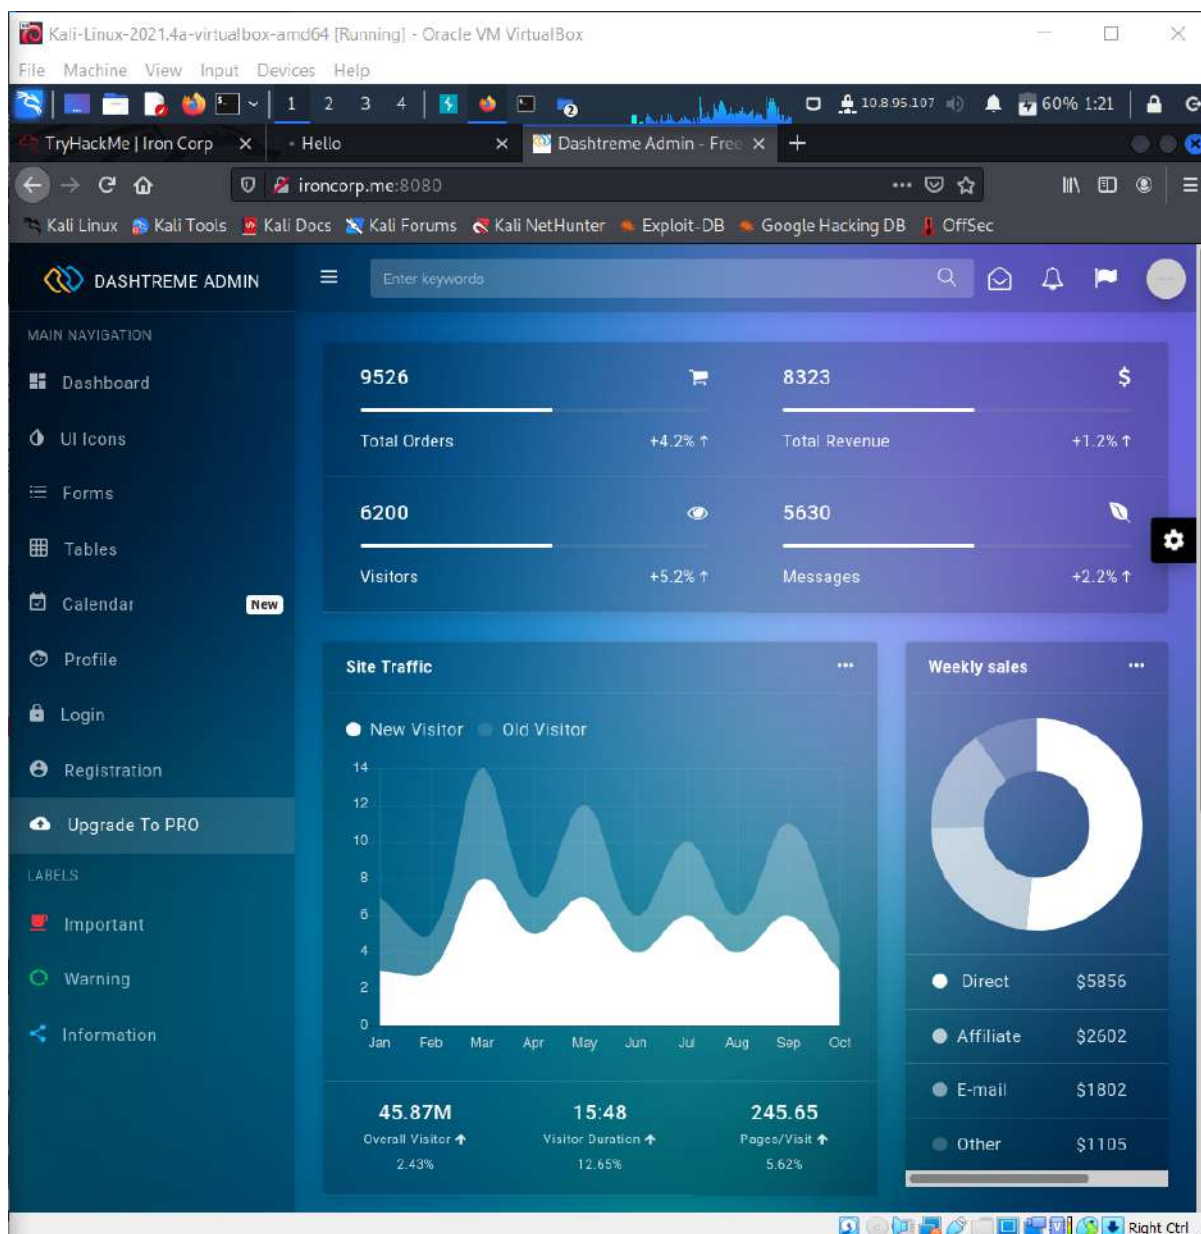 Kali-Linux-2021.4a-virtualbox-amd64 [Running] - Oracle VM VirtualBox
File Machine View Input Devices Help
1 2 3 4 2 10.8.95.107 60% 1:21
TryHackMe | Iron Corp Hello Dashtreme Admin - Free
ironcorp.me:8080
Kali Linux Kali Tools Kali Docs Kali Forums Kali NetHunter Exploit-DB Google Hacking DB OffSec
DASHTREME ADMIN Enter keywords
MAIN NAVIGATION
Dashboard
UI Icons
Forms
Tables
Calendar New
Profile
Login
Registration
Upgrade To PRO
LABELS
Important
Warning
Information
9526
Total Orders +4.2%
8323 $
Total Revenue +1.2%
6200
Visitors +5.2%
5630
Messages +2.2%
Site Traffic
New Visitor Old Visitor
14
12
10
8
6
4
2
0
Jan Feb Mar Apr May Jun Jul Aug Sep Oct
45.87M 15:48 245.65
Overall Visitor Visitor Duration Pages/Visit
2.43% 12.65% 5.62%
Weekly sales
Direct $5856
Affiliate $2602
E-mail $1802
Other $1105
Right Ctrl